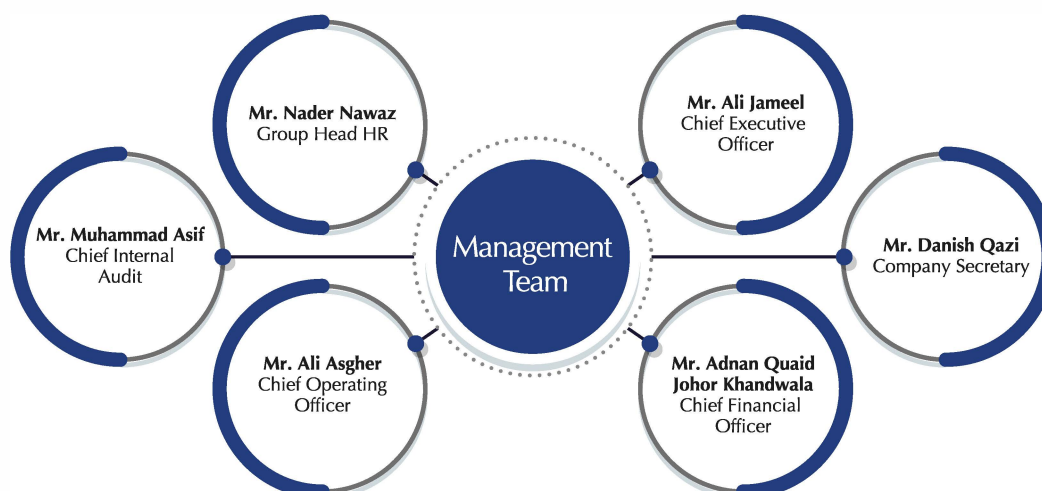 Mr. Nader Nawaz
Group Head HR
Mr. Ali Jameel
Chief Executive
Officer
Mr. Muhammad Asif
Chief Internal
Audit
Management
Team
Mr. Danish Qazi
Company Secretary
Mr. Ali Asgher
Chief Operating
Officer
Mr. Adnan Quaid
Johor Khandwala
Chief Financial
Officer